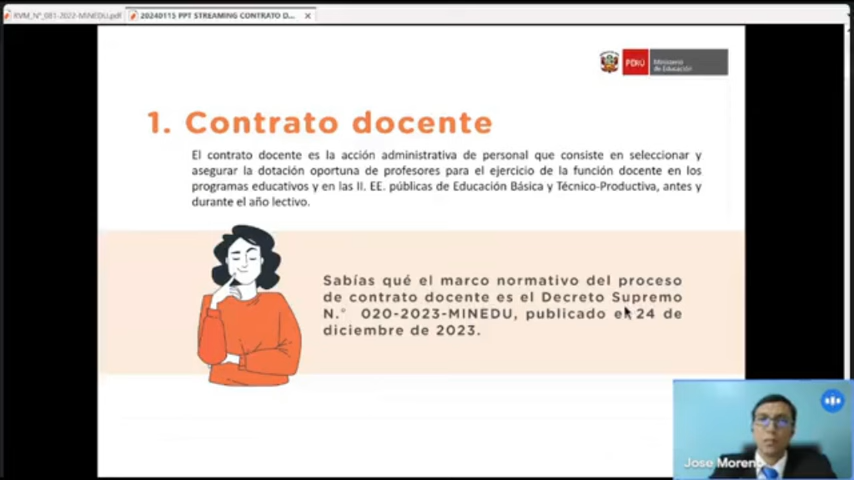 RVM_N°_081-2022-MINEDU.pdf
20240115 PPT STREAMING CONTRATO D...
PERÚ
Ministerio
de Educación
1. Contrato docente
El contrato docente es la acción administrativa de personal que consiste en seleccionar y
asegurar la dotación oportuna de profesores para el ejercicio de la función docente en los
programas educativos y en las II. EE. públicas de Educación Básica y Técnico-Productiva, antes y
durante el año lectivo.
Sabías qué el marco normativo del proceso
de contrato docente es el Decreto Supremo
N.° 020-2023-MINEDU, publicado el 24 de
diciembre de 2023.
Jose Moreno